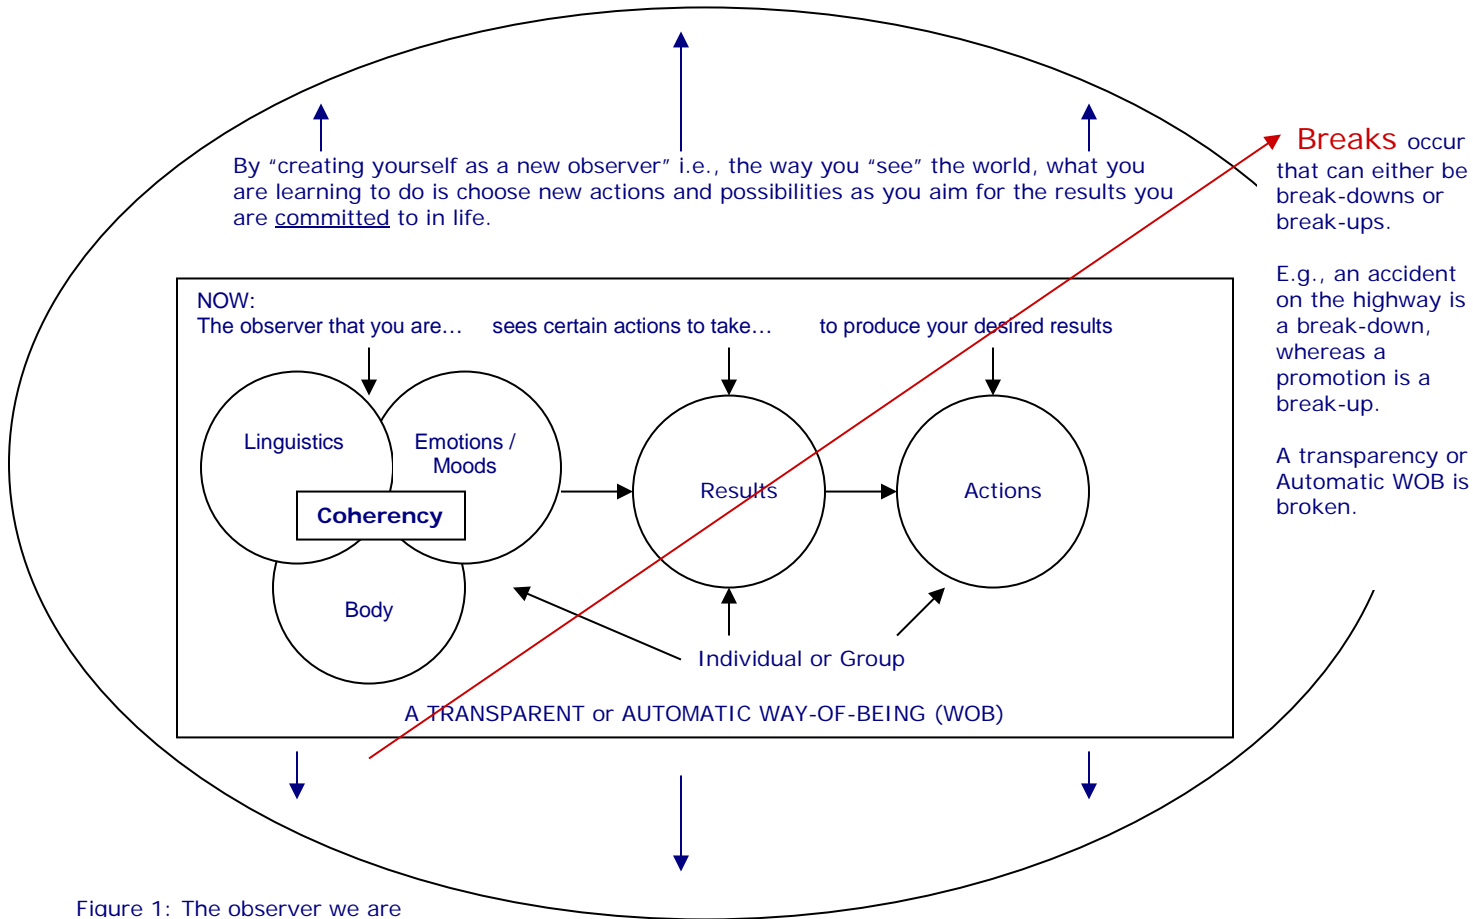 By “creating yourself as a new observer” i.e., the way you “see” the world, what you
are learning to do is choose new actions and possibilities as you aim for the results you
are committed to in life.
Breaks occur
that can either be
break-downs or
break-ups.
E.g., an accident
on the highway is
a break-down,
whereas a
promotion is a
break-up.
A transparency or
Automatic WOB is
broken.
NOW:
The observer that you are… sees certain actions to take… to produce your desired results
Linguistics
Emotions /
Moods
Coherency
Body
Results
Actions
Individual or Group
A TRANSPARENT or AUTOMATIC WAY-OF-BEING (WOB)
Figure 1: The observer we are